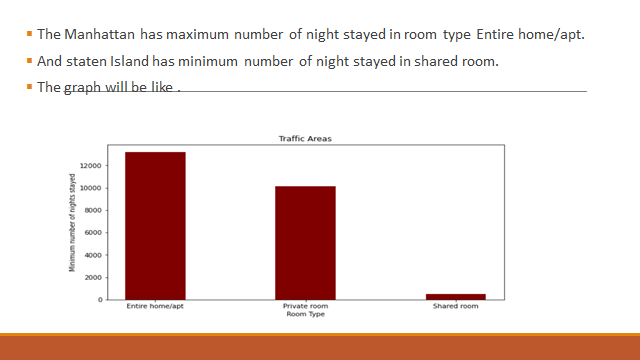 The Manhattan has maximum number of night stayed in room type Entire home/apt.
And staten Island has minimum number of night stayed in shared room.
The graph will be like .
Traffic Areas
Minimum number of nights stayed
12000
10000
8000
6000
4000
2000
0
Entire home/apt
Private room
Shared room
Room Type